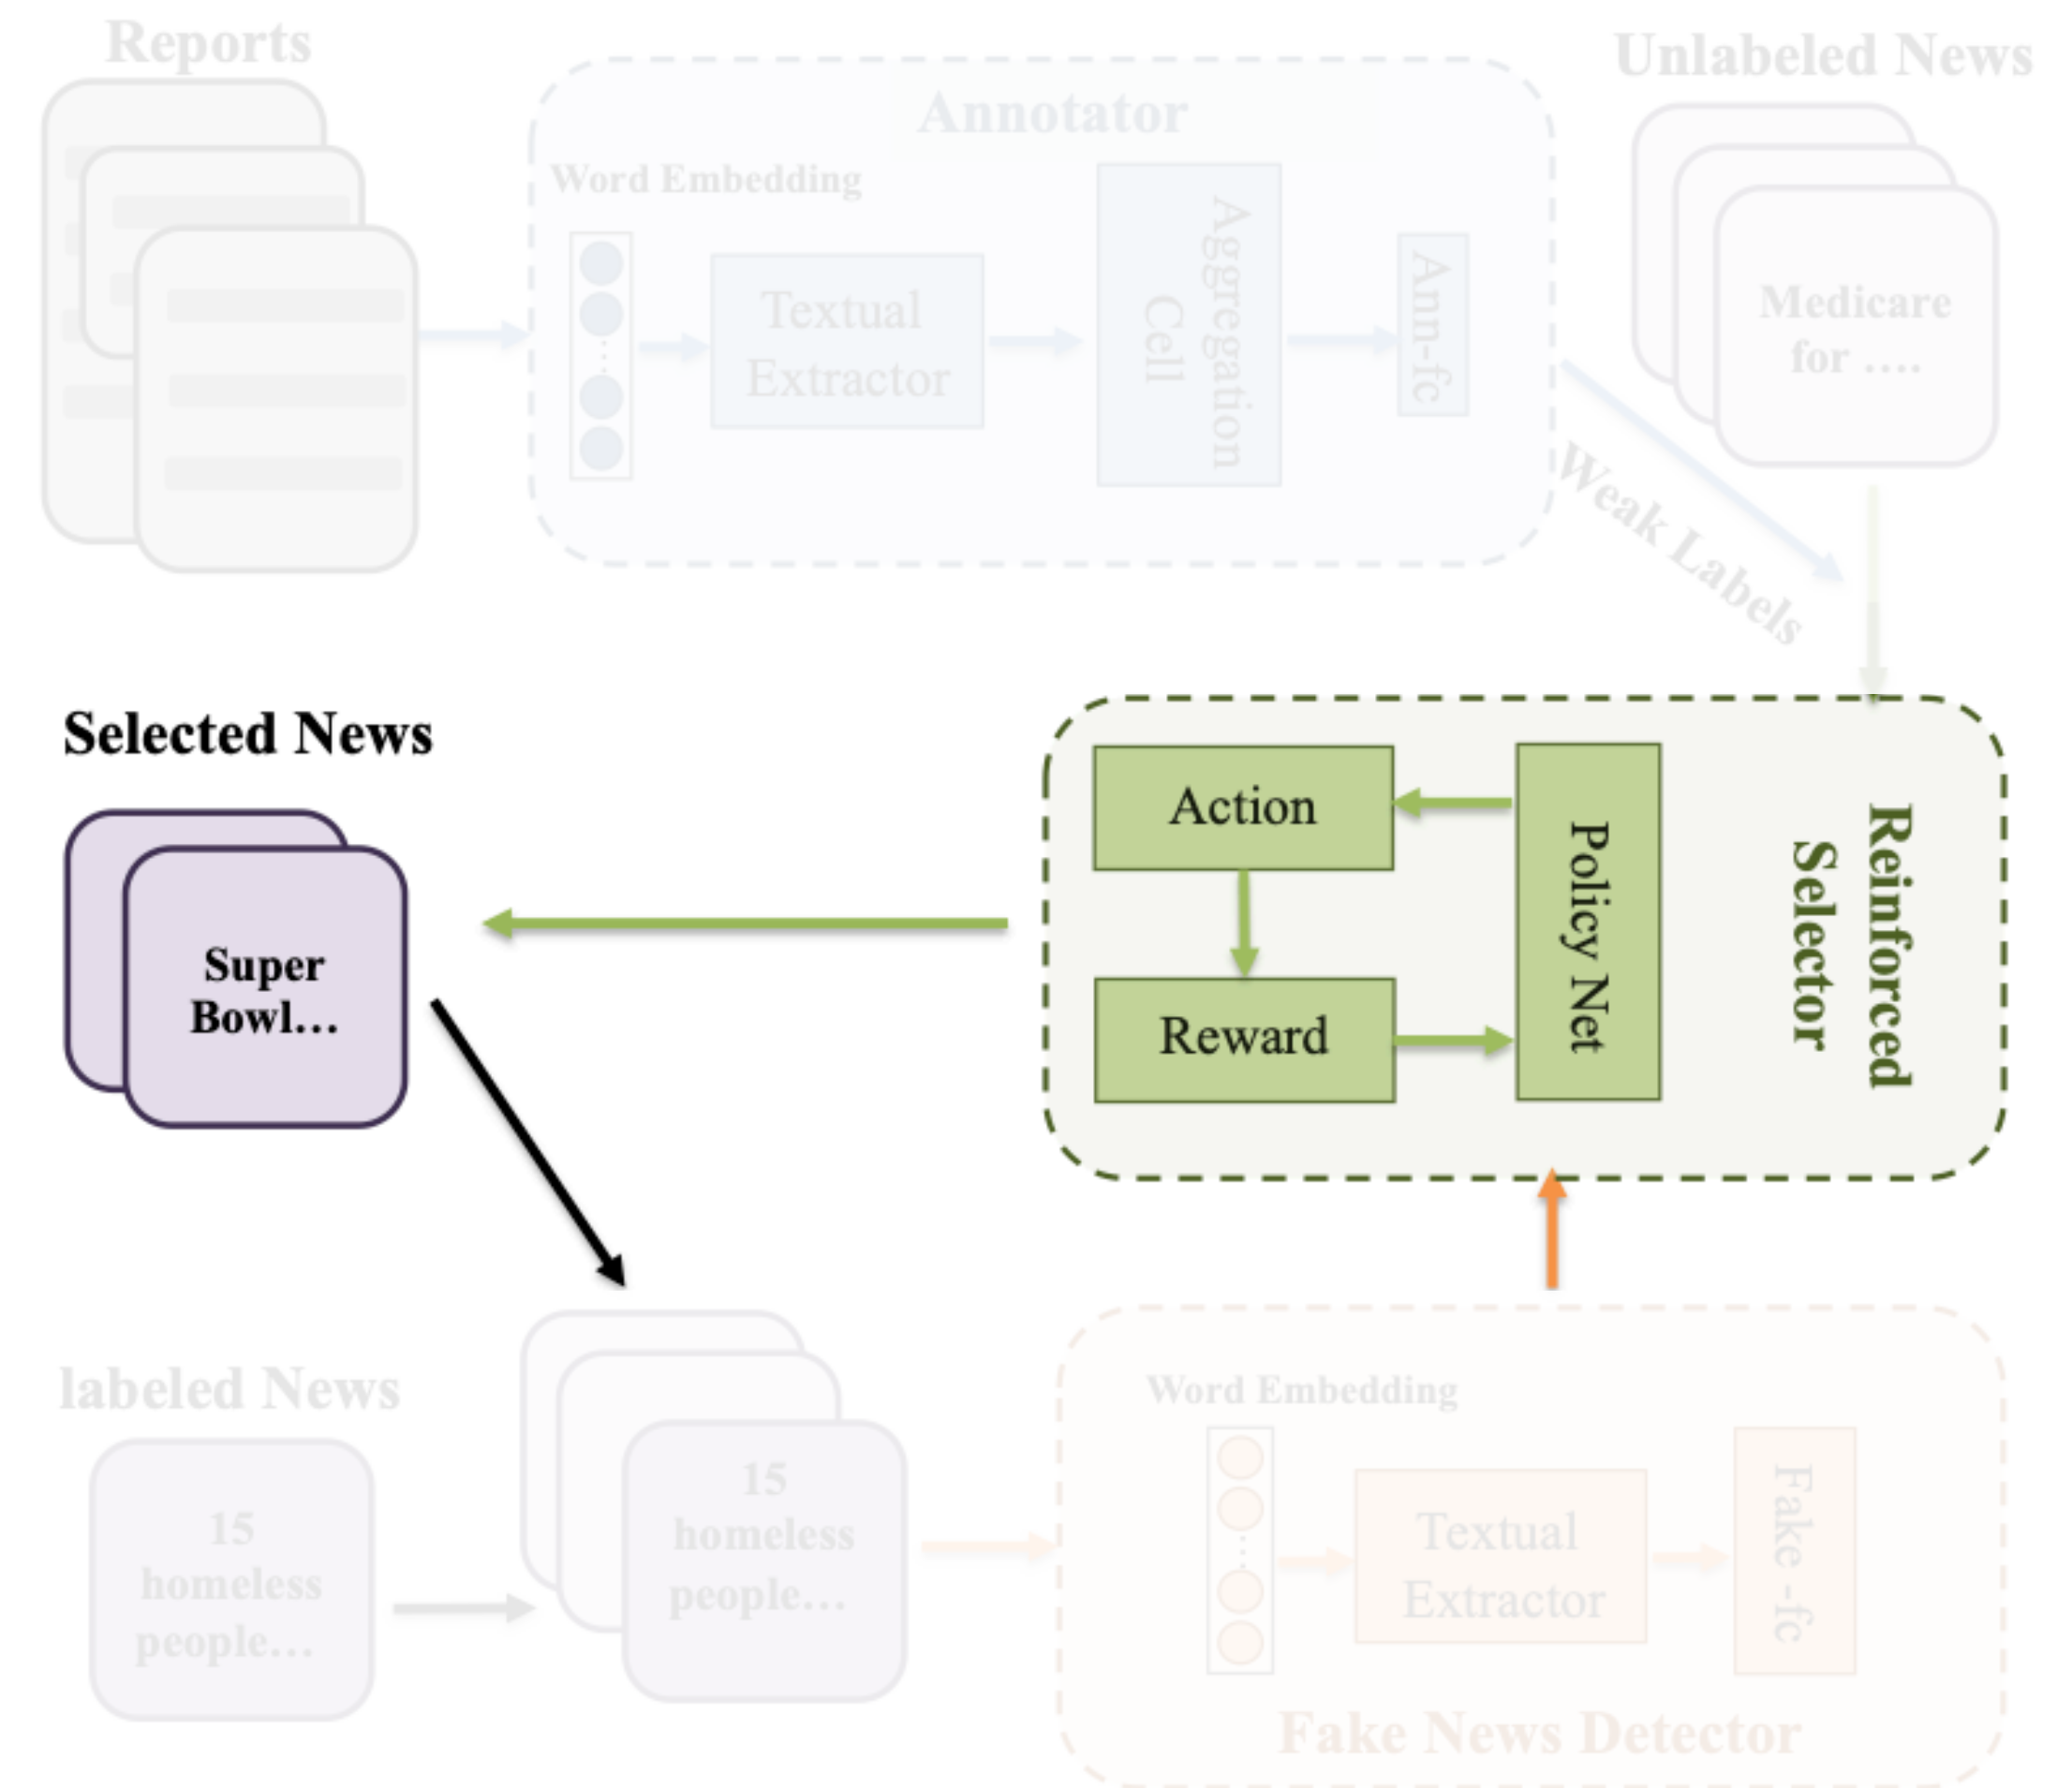 Reports
Unlabeled News
Annotator
Word Embedding
Textual
Extractor
Aggregation
Cell
Ann-fc
Medicare
for ....
Weak Labels
Selected News
Super
Bowl...
Action
Reward
Policy Net
Reinforced
Selector
labeled News
15
homeless
people...
15
homeless
people...
Word Embedding
Textual
Extractor
Fake -fc
Fake News Detector